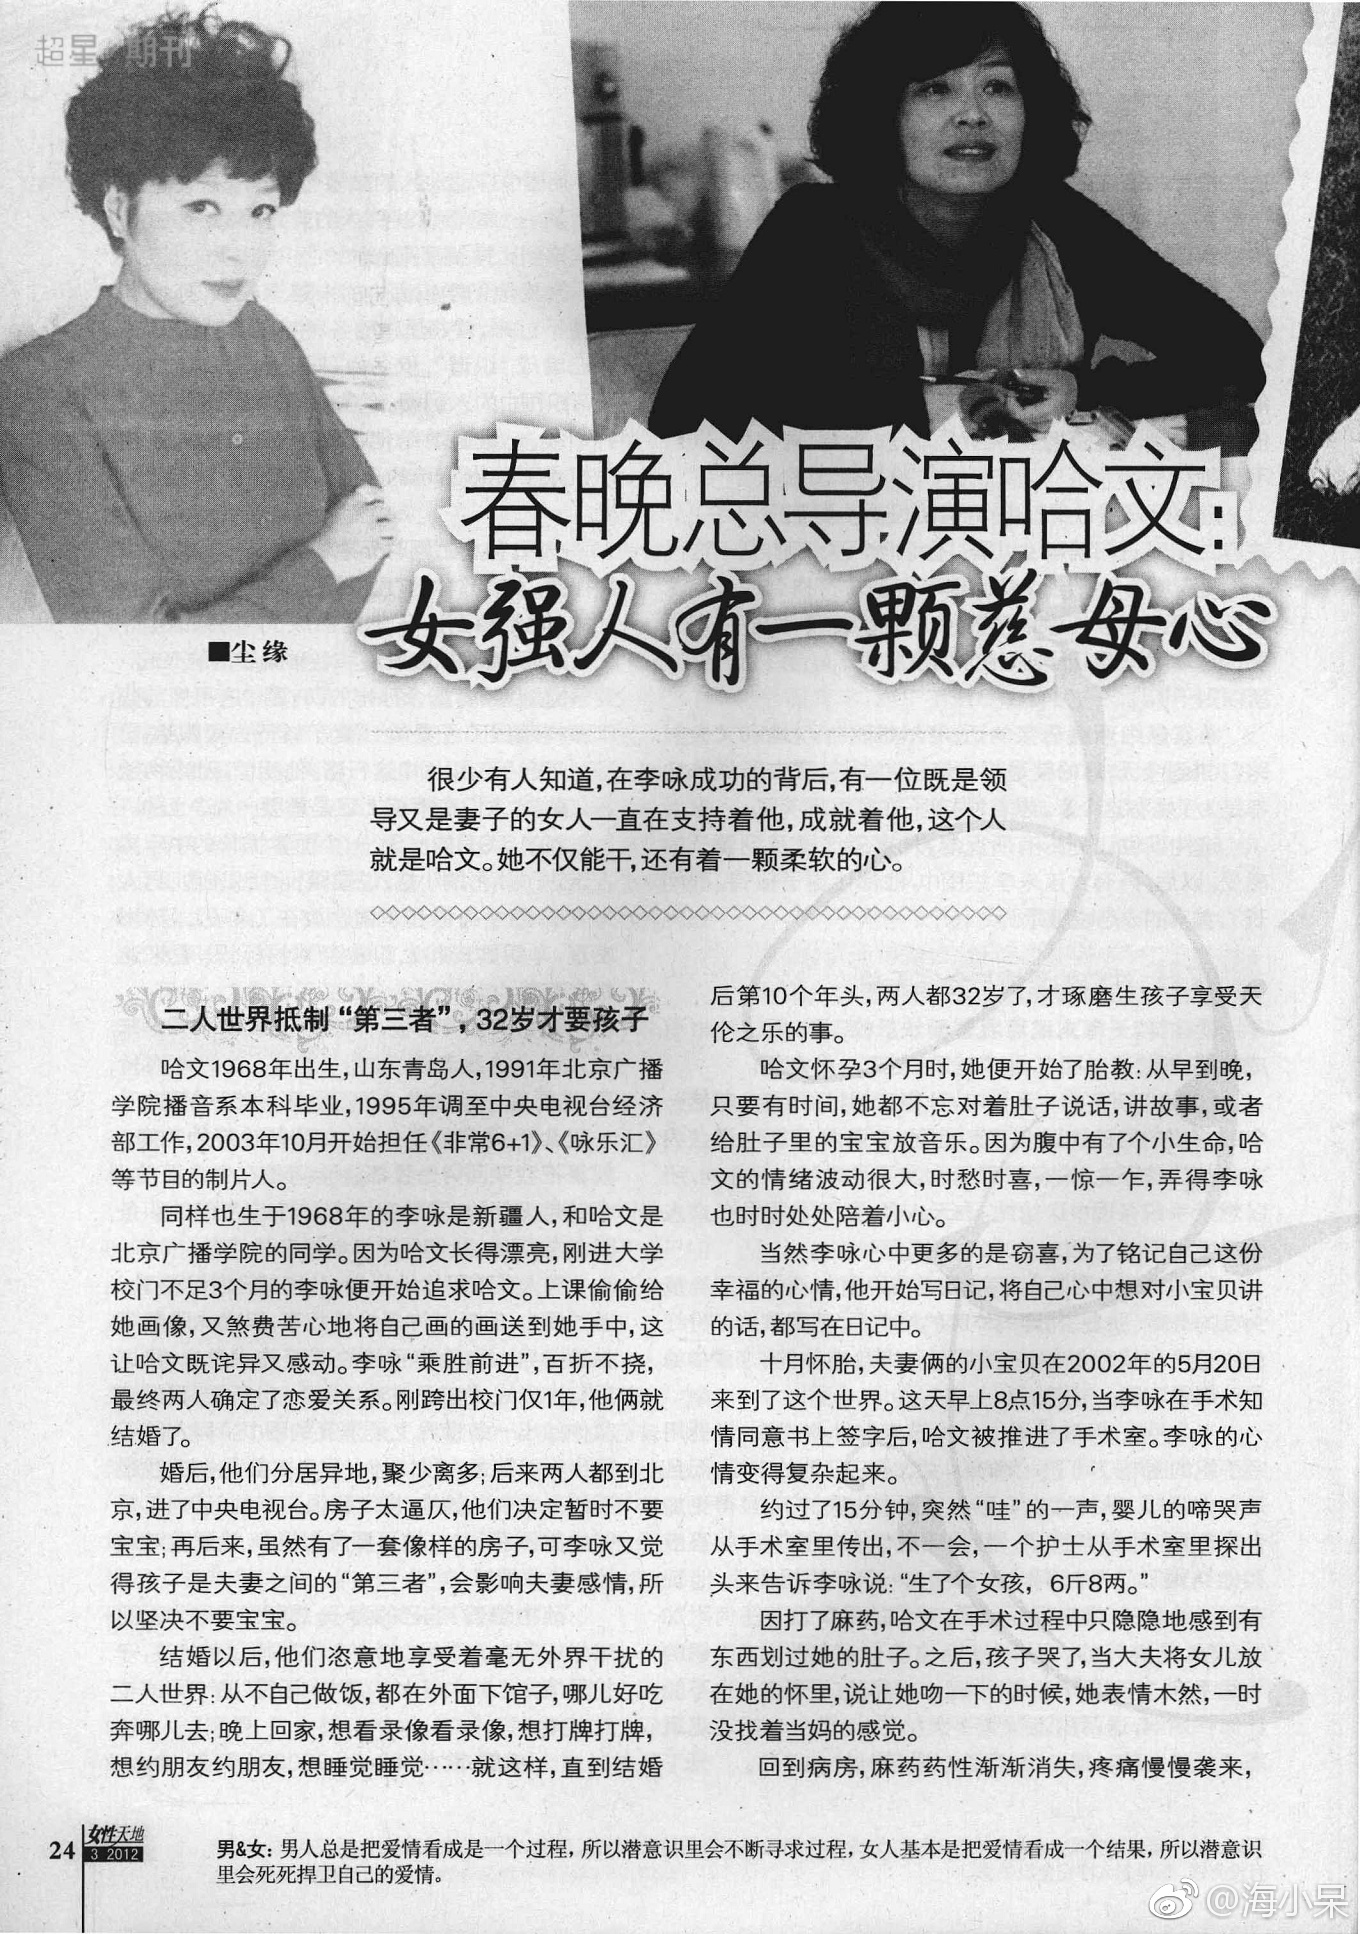 超星 期刊
春晚总导演哈文:
女强人有一颗慈母心
■尘缘
很少有人知道,在李咏成功的背后,有一位既是领
导又是妻子的女人一直在支持着他,成就着他,这个人
就是哈文。她不仅能干,还有着一颗柔软的心。
二人世界抵制“第三者”,32岁才要孩子
哈文1968年出生,山东青岛人,1991年北京广播
学院播音系本科毕业,1995年调至中央电视台经济
部工作,2003年10月开始担任《非常6+1》、《咏乐汇》
等节目的制片人。
同样也生于1968年的李咏是新疆人,和哈文是
北京广播学院的同学。因为哈文长得漂亮,刚进大学
校门不足3个月的李咏便开始追求哈文。上课偷偷给
她画像,又煞费苦心地将自己画的画送到她手中,这
让哈文既诧异又感动。李咏“乘胜前进”,百折不挠,
最终两人确定了恋爱关系。刚跨出校门仅1年,他俩就
结婚了。
婚后,他们分居异地,聚少离多;后来两人都到北
京,进了中央电视台。房子太逼仄,他们决定暂时不要
宝宝;再后来,虽然有了一套像样的房子,可李咏又觉
得孩子是夫妻之间的“第三者”,会影响夫妻感情,所
以坚决不要宝宝。
结婚以后,他们恣意地享受着毫无外界干扰的
二人世界:从不自己做饭,都在外面下馆子,哪儿好吃
奔哪儿去;晚上回家,想看录像看录像,想打牌打牌,
想约朋友约朋友,想睡觉睡觉……就这样,直到结婚
后第10个年头,两人都32岁了,才琢磨生孩子享受天
伦之乐的事。
哈文怀孕3个月时,她便开始了胎教:从早到晚,
只要有时间,她都不忘对着肚子说话,讲故事,或者
给肚子里的宝宝放音乐。因为腹中有了个小生命,哈
文的情绪波动很大,时愁时喜,一惊一乍,弄得李咏
也时时处处陪着小心。
当然李咏心中更多的是窃喜,为了铭记自己这份
幸福的心情,他开始写日记,将自己心中想对小宝贝讲
的话,都写在日记中。
十月怀胎,夫妻俩的小宝贝在2002年的5月20日
来到了这个世界。这天早上8点15分,当李咏在手术知
情同意书上签字后,哈文被推进了手术室。李咏的心
情变得复杂起来。
约过了15分钟,突然“哇”的一声,婴儿的啼哭声
从手术室里传出,不一会,一个护士从手术室里探出
头来告诉李咏说:“生了个女孩,6斤8两。”
因打了麻药,哈文在手术过程中只隐隐地感到有
东西划过她的肚子。之后,孩子哭了,当大夫将女儿放
在她的怀里,说让她吻一下的时候,她表情木然,一时
没找着当妈的感觉。
回到病房,麻药药性渐渐消失,疼痛慢慢袭来,
24 女性天地
3 2012
男&女:男人总是把爱情看成是一个过程,所以潜意识里会不断寻求过程,女人基本是把爱情看成一个结果,所以潜意识
里会死死捍卫自己的爱情。
@海小呆